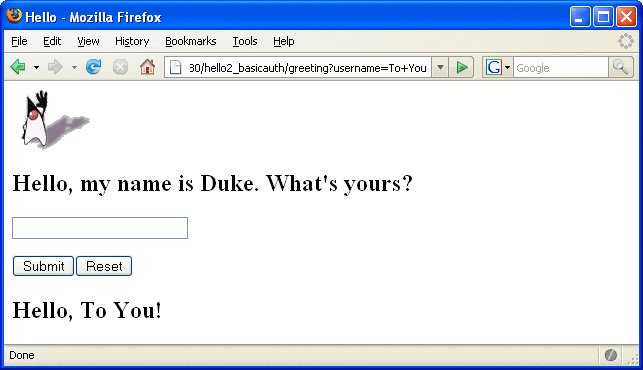 Hello - Mozilla Firefox
File Edit View History Bookmarks Tools Help
30/hello2_basicauth/greeting?username=To+You G Google
Hello, my name is Duke. What's yours?
Submit Reset
Hello, To You!
Done